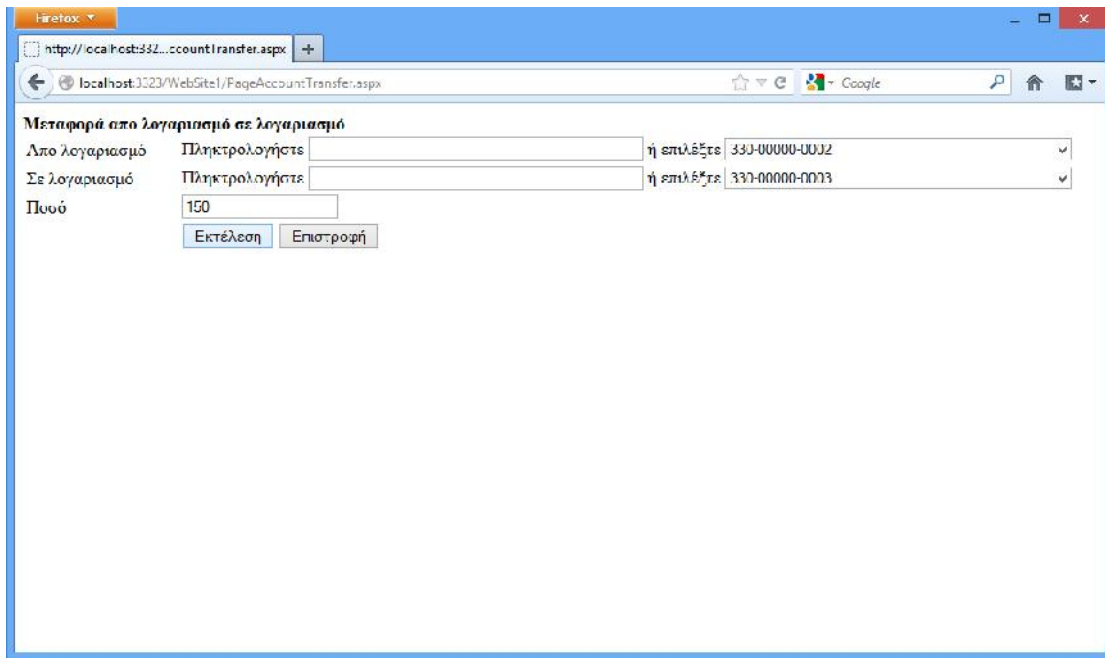 Firefox
http://localhost:332...ccountTransfer.aspx
localhost:3323/WebSite1/PageAccountTransfer.aspx
Google
Μεταφορά απο λογαριασμό σε λογαριασμό
Απο λογαριασμό Πληκτρολογήστε ή επιλέξτε 330-00000-0002
Σε λογαριασμό Πληκτρολογήστε ή επιλέξτε 330-00000-0003
Ποσό 150
Εκτέλεση Επιστροφή